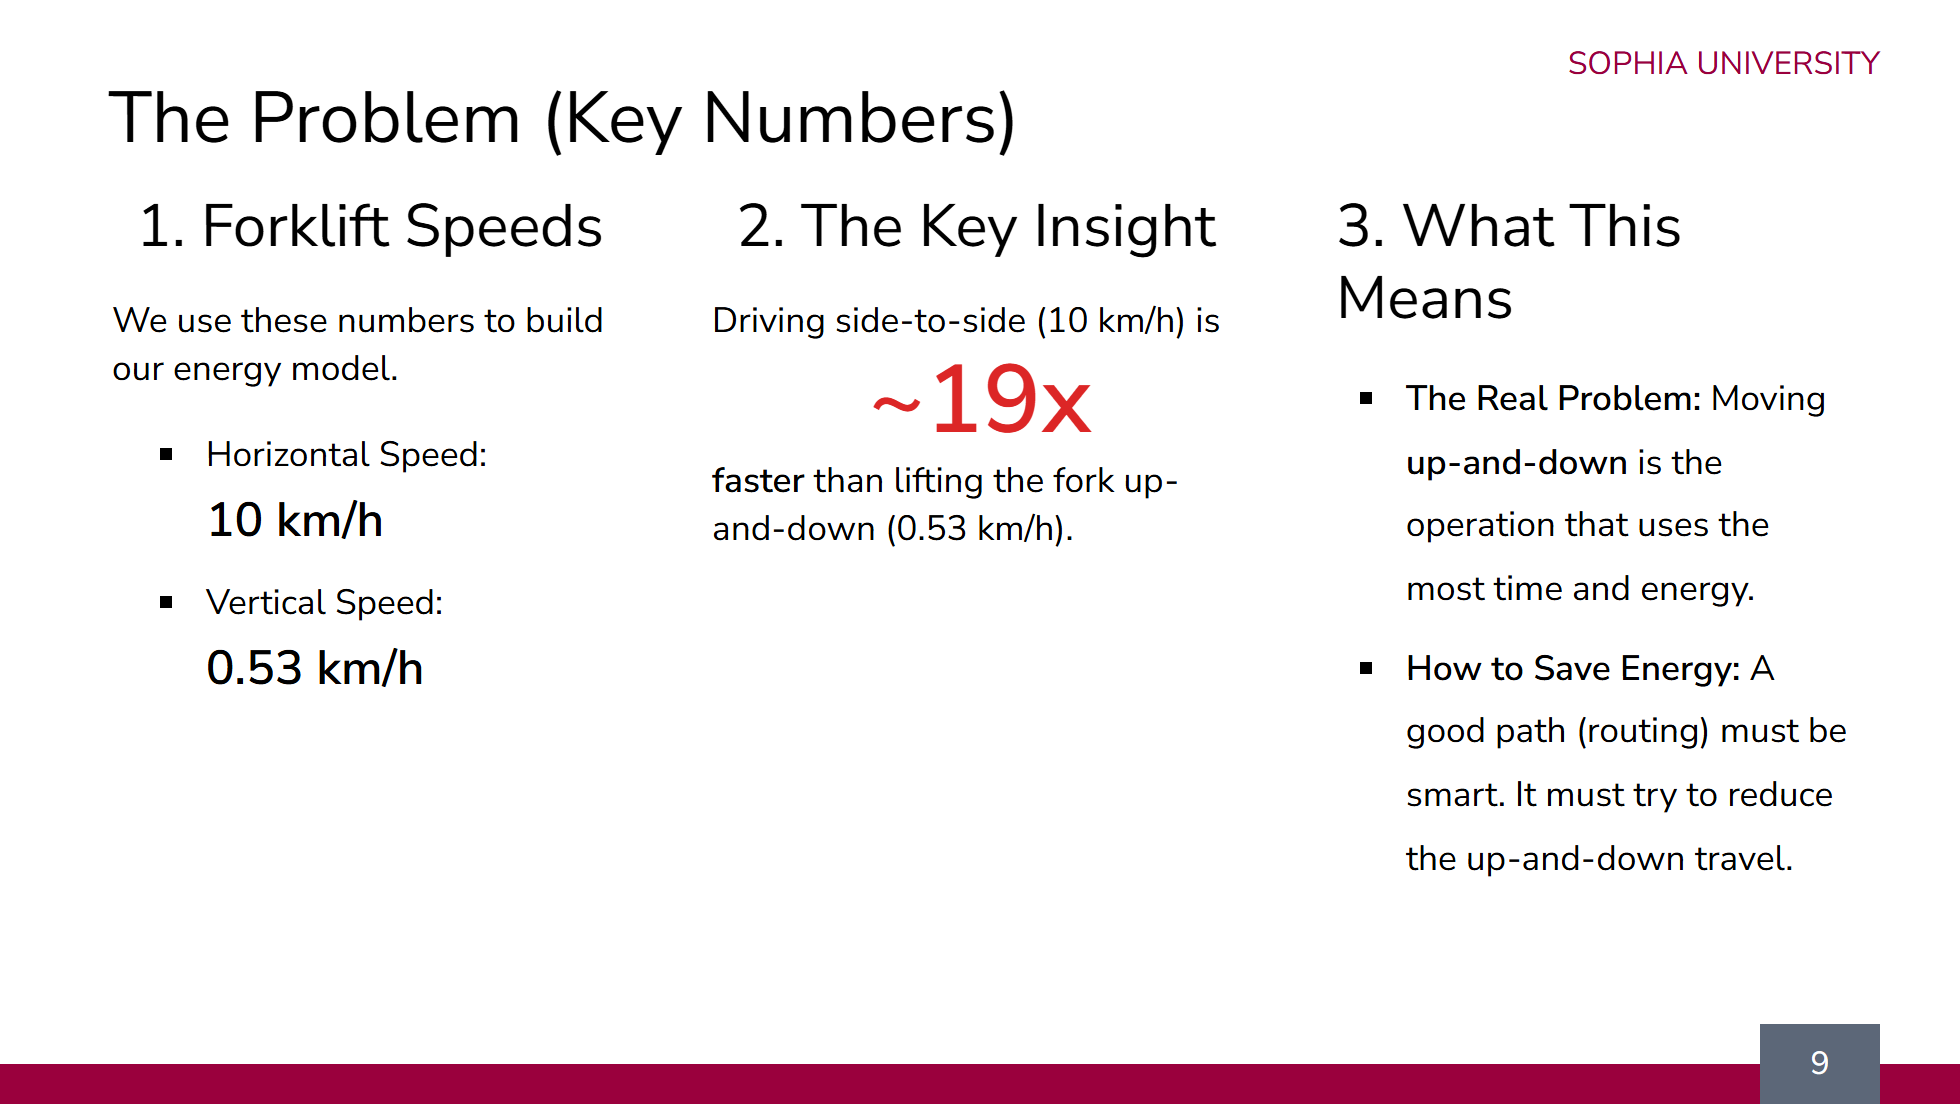 SOPHIA UNIVERSITY
The Problem (Key Numbers)
1. Forklift Speeds
We use these numbers to build
our energy model.
▪ Horizontal Speed:
10 km/h
▪ Vertical Speed:
0.53 km/h
2. The Key Insight
Driving side-to-side (10 km/h) is
~19x
faster than lifting the fork up-
and-down (0.53 km/h).
3. What This
Means
▪ The Real Problem: Moving
up-and-down is the
operation that uses the
most time and energy.
▪ How to Save Energy: A
good path (routing) must be
smart. It must try to reduce
the up-and-down travel.
9